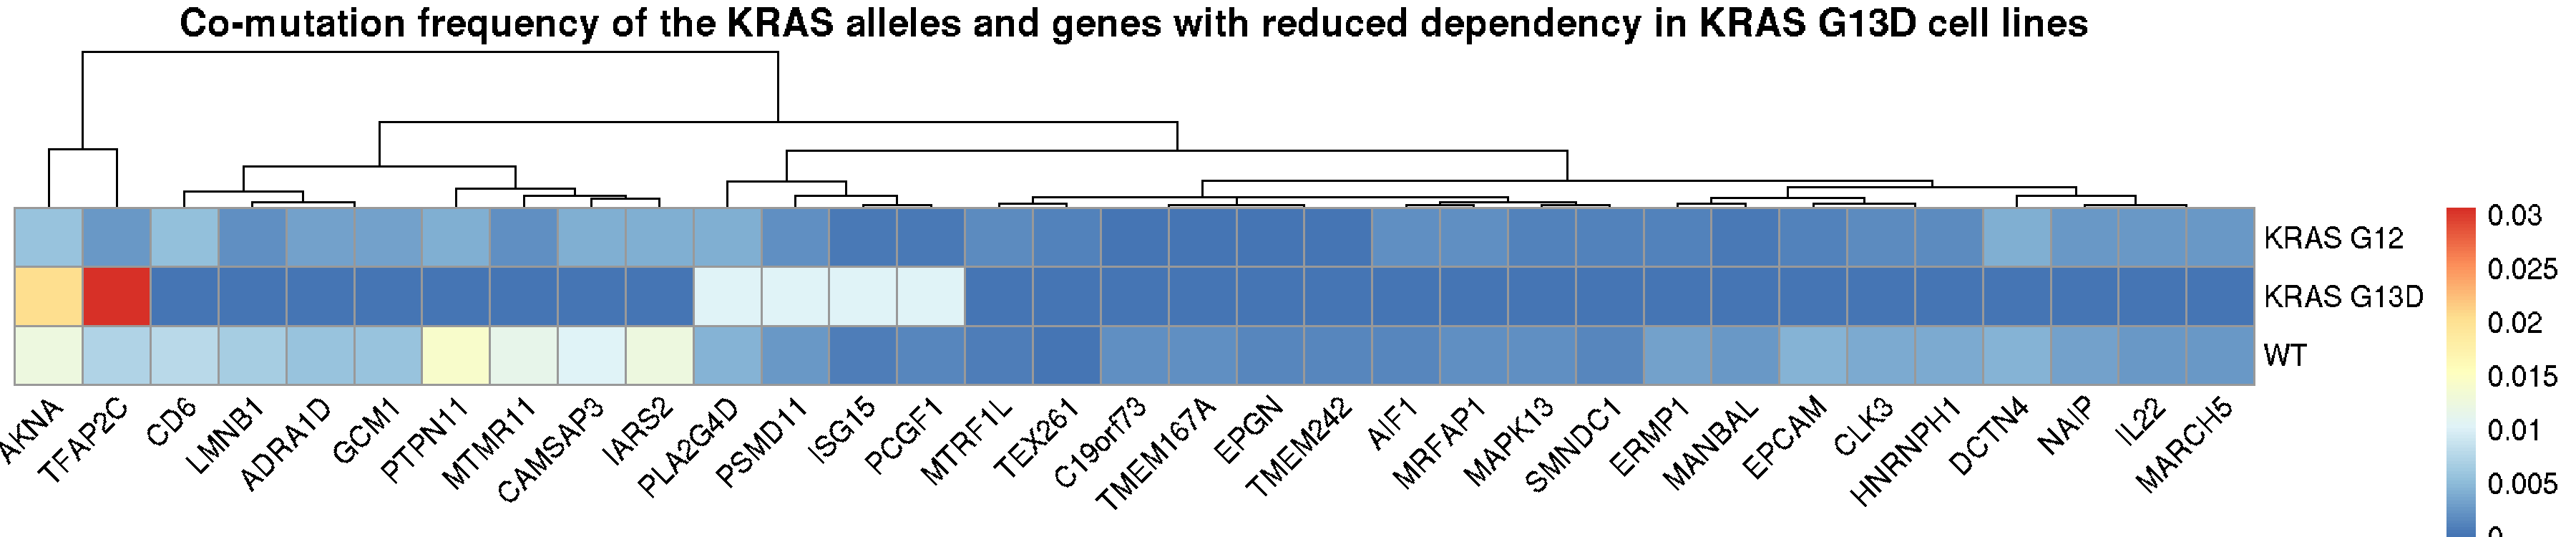 Co-mutation frequency of the KRAS alleles and genes with reduced dependency in KRAS G13D cell lines
KRAS G12
KRAS G13D
WT
0.03
0.025
0.02
0.015
0.01
0.005
0
AKNA
TFAP2C
CD6
LMNB1
ADRA1D
GCM1
PTPN11
MTMR11
CAMSAP3
IARS2
PLA2G4D
PSMD11
ISG15
PCGF1
MTRF1L
TEX261
C19orf73
TMEM167A
EPGN
TMEM242
AIF1
MRFAP1
MAPK13
SMNDC1
ERMP1
MANBAL
EPCAM
CLK3
HNRNPH1
DCTN4
NAIP
IL22
MARCH5